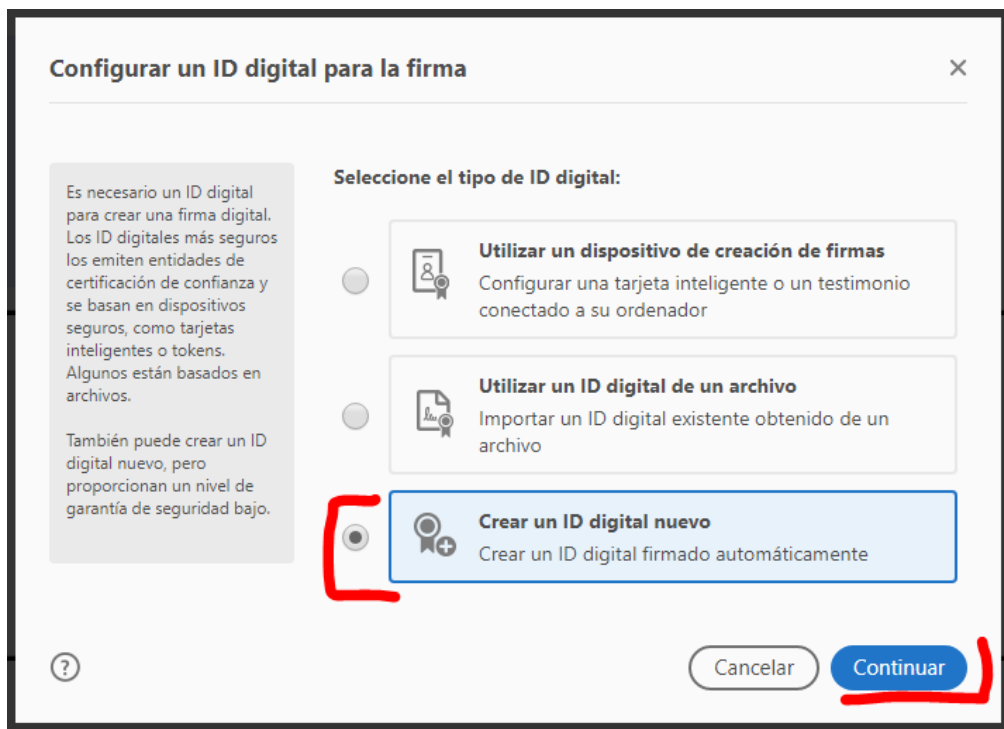 Configurar un ID digital para la firma
Es necesario un ID digital
para crear una firma digital.
Los ID digitales más seguros
los emiten entidades de
certificación de confianza y
se basan en dispositivos
seguros, como tarjetas
inteligentes o tokens.
Algunos están basados en
archivos.
También puede crear un ID
digital nuevo, pero
proporcionan un nivel de
garantía de seguridad bajo.
Seleccione el tipo de ID digital:
Utilizar un dispositivo de creación de firmas
Configurar una tarjeta inteligente o un testimonio
conectado a su ordenador
Utilizar un ID digital de un archivo
Importar un ID digital existente obtenido de un
archivo
Crear un ID digital nuevo
Crear un ID digital firmado automáticamente
?
Cancelar
Continuar